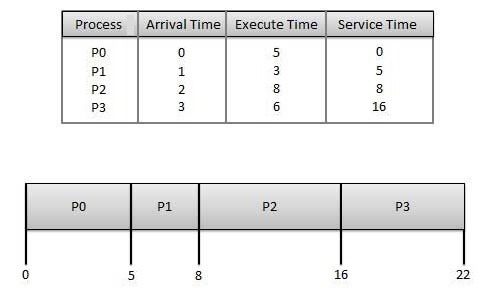 Process Arrival Time Execute Time Service Time
P0 0 5 0
P1 1 3 5
P2 2 8 8
P3 3 6 16
P0 P1 P2 P3
0 5 8 16 22